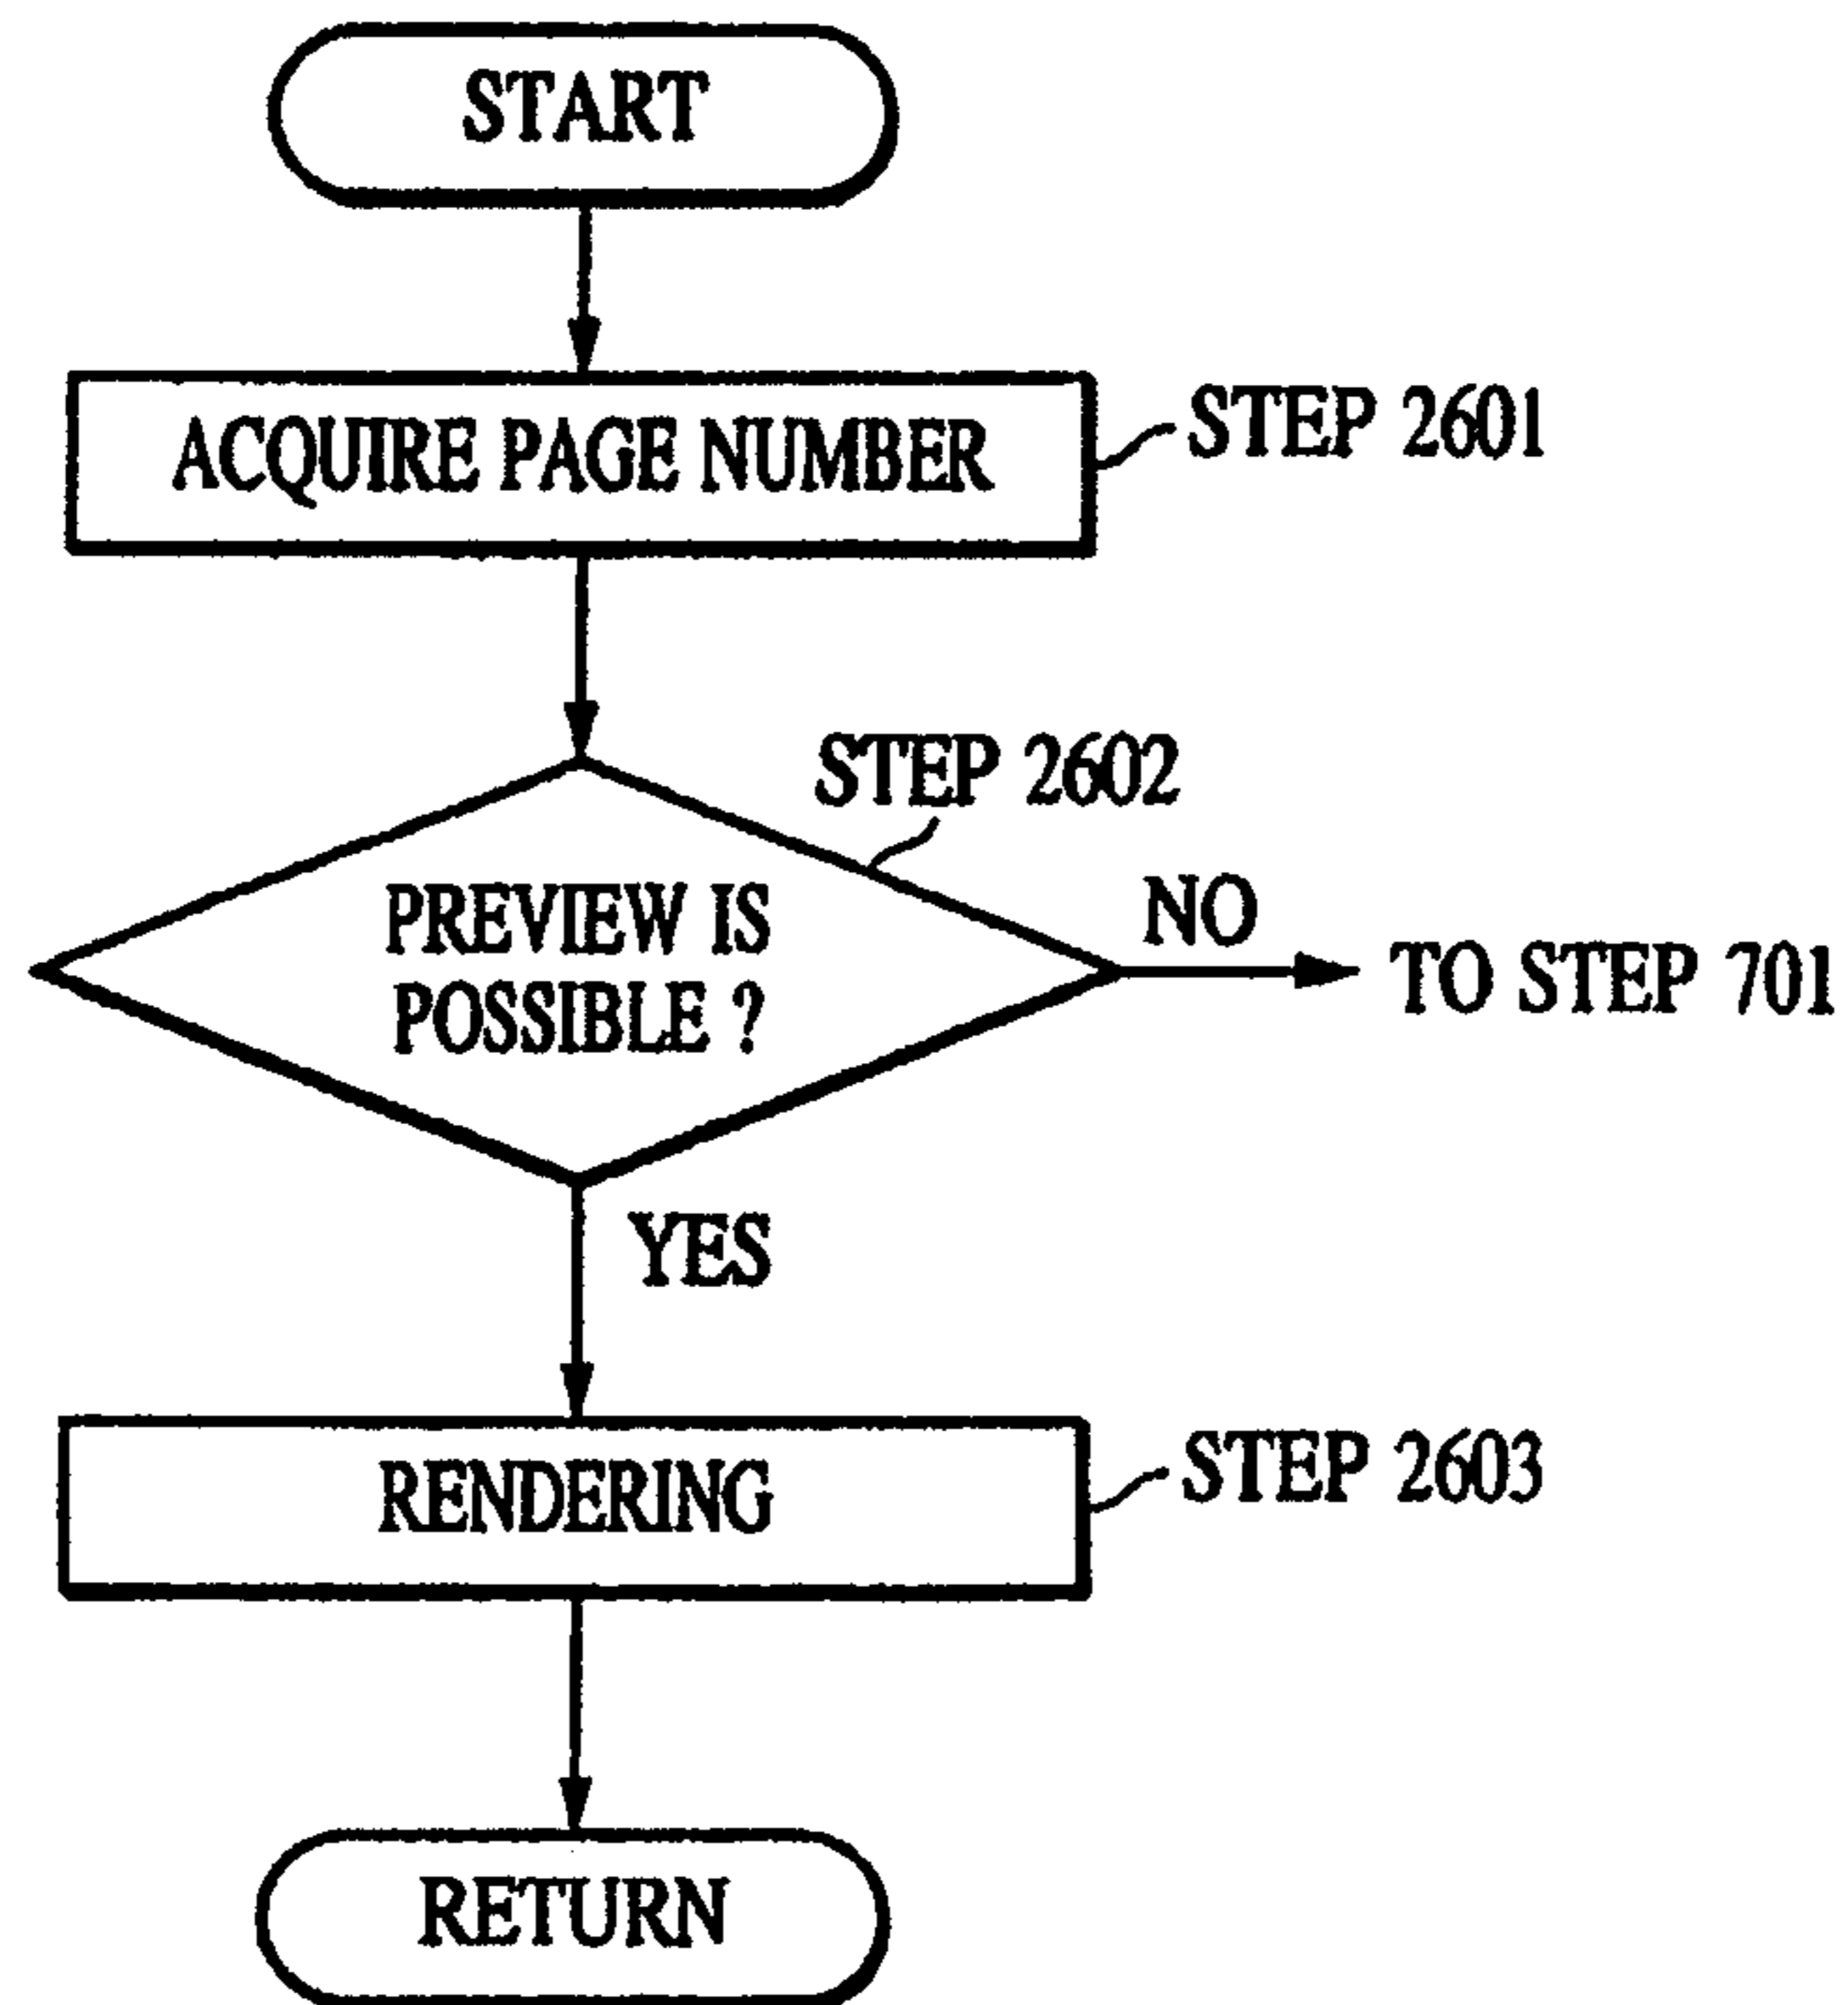 START
ACQUIRE PAGE NUMBER
STEP 2601
STEP 2602
PREVIEW IS
POSSIBLE ?
NO
TO STEP 701
YES
RENDERING
STEP 2603
RETURN